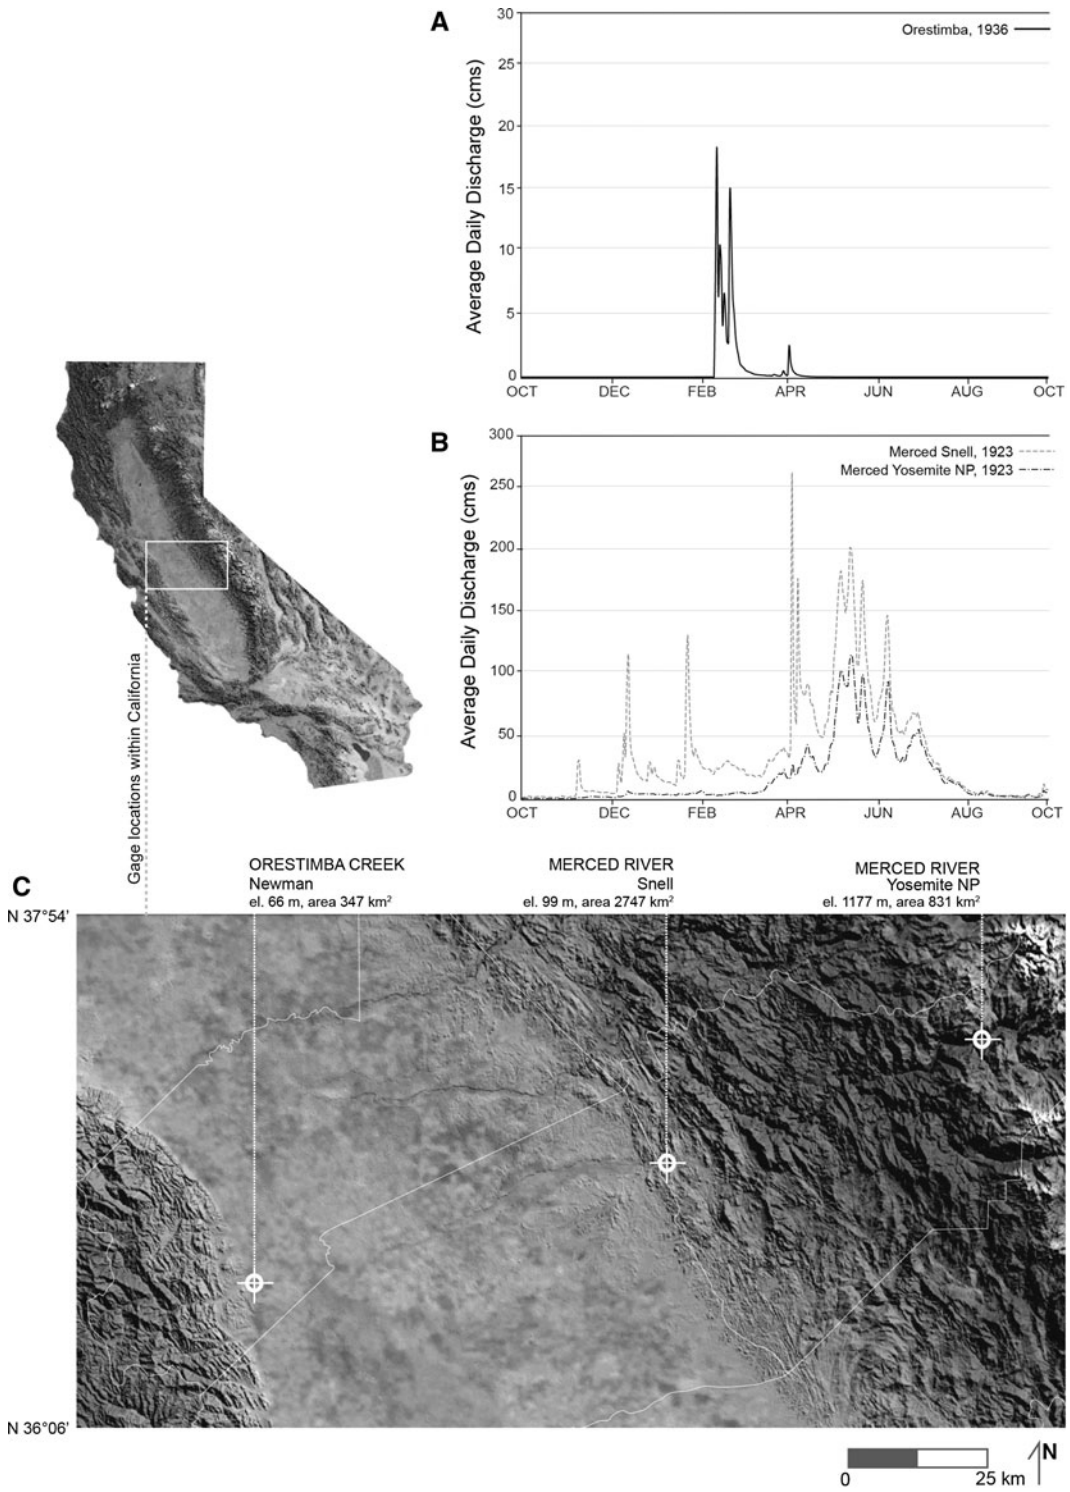 A
30
25
20
15
10
5
0
Average Daily Discharge (cms)
Orestimba, 1936
OCT DEC FEB APR JUN AUG OCT
B
300
250
200
150
100
50
0
Average Daily Discharge (cms)
Merced Snell, 1923
Merced Yosemite NP, 1923
OCT DEC FEB APR JUN AUG OCT
Gage locations within California
C
ORESTIMBA CREEK
Newman
el. 66 m, area 347 km²
MERCED RIVER
Snell
el. 99 m, area 2747 km²
MERCED RIVER
Yosemite NP
el. 1177 m, area 831 km²
N 37°54'
N 36°06'
0 25 km
N